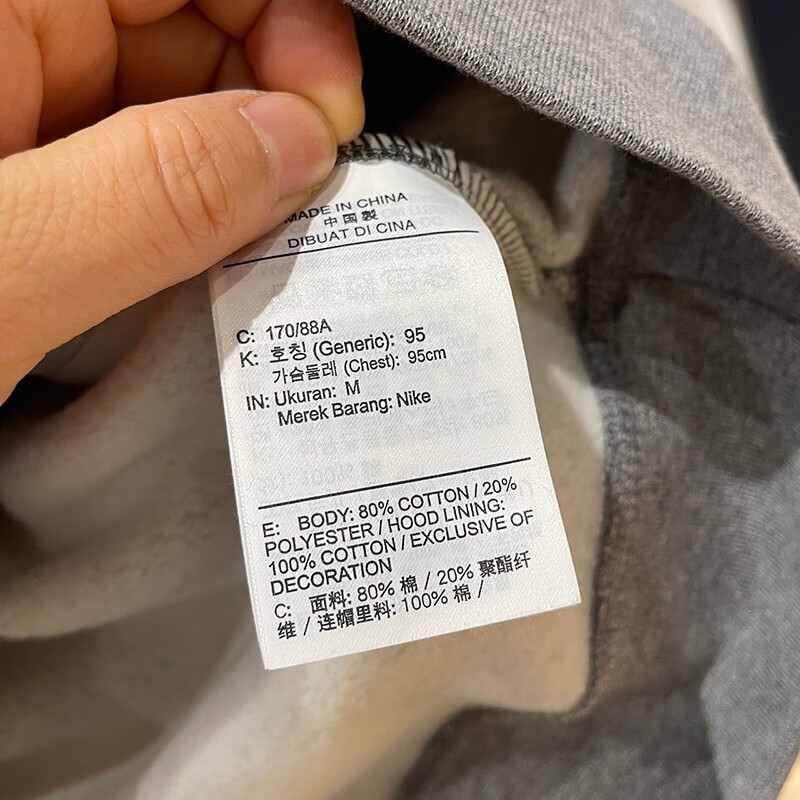 MADE IN CHINA
中国製
DIBUAT DI CINA
C: 170/88A
K: 호칭 (Generic): 95
가슴둘레 (Chest): 95cm
IN: Ukuran: M
Merek Barang: Nike
E: BODY: 80% COTTON / 20%
POLYESTER / HOOD LINING:
100% COTTON / EXCLUSIVE OF
DECORATION
C: 面料: 80% 棉 / 20% 聚酯纤
维 / 连帽里料: 100% 棉 /